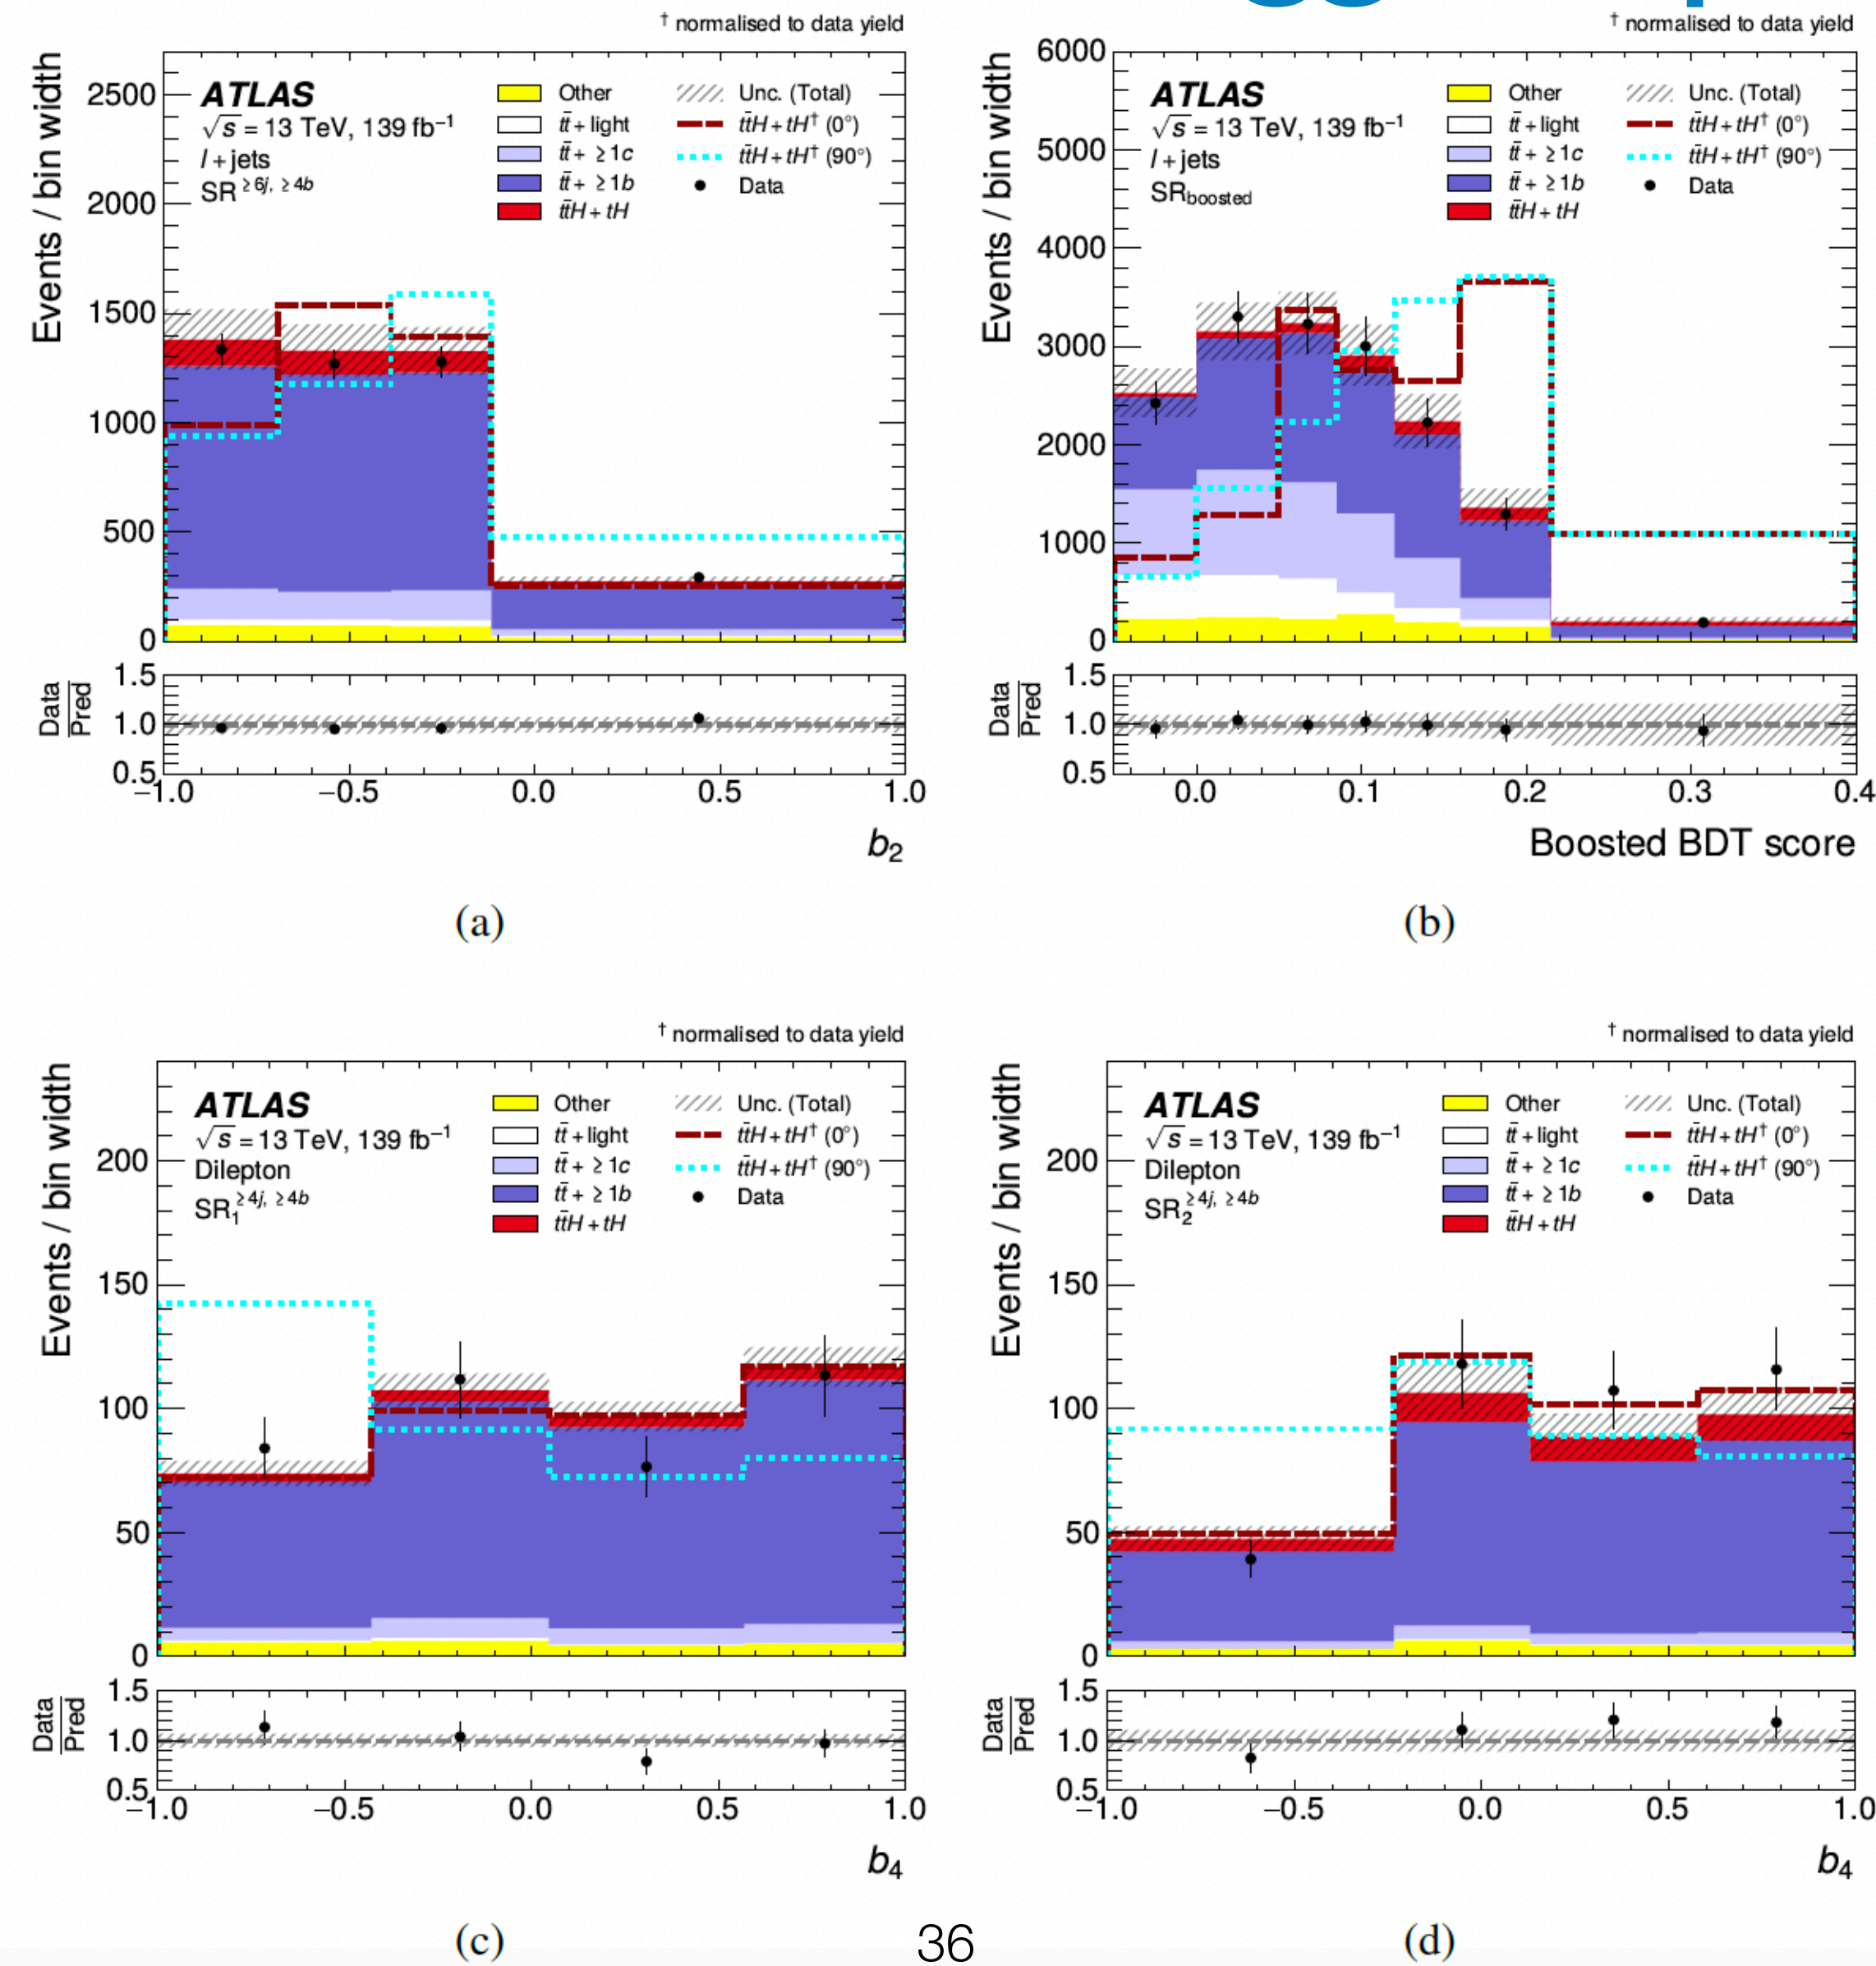 † normalised to data yield
Events / bin width
2500
2000
1500
1000
500
0
ATLAS
√s = 13 TeV, 139 fb⁻¹
l + jets
SR≥6j, ≥4b
Other
tt̄ + light
tt̄ + ≥1c
tt̄ + ≥1b
tt̄H + tH
Unc. (Total)
tt̄H + tH† (0°)
tt̄H + tH† (90°)
Data
Data
Pred
1.5
1.0
0.5
−1.0 −0.5 0.0 0.5 1.0
b₂
(a)
† normalised to data yield
Events / bin width
6000
5000
4000
3000
2000
1000
0
ATLAS
√s = 13 TeV, 139 fb⁻¹
l + jets
SRboosted
Other
tt̄ + light
tt̄ + ≥1c
tt̄ + ≥1b
tt̄H + tH
Unc. (Total)
tt̄H + tH† (0°)
tt̄H + tH† (90°)
Data
Data
Pred
1.5
1.0
0.5
0.0 0.1 0.2 0.3 0.4
Boosted BDT score
(b)
† normalised to data yield
Events / bin width
200
150
100
50
0
ATLAS
√s = 13 TeV, 139 fb⁻¹
Dilepton
SR₁≥4j, ≥4b
Other
tt̄ + light
tt̄ + ≥1c
tt̄ + ≥1b
tt̄H + tH
Unc. (Total)
tt̄H + tH† (0°)
tt̄H + tH† (90°)
Data
Data
Pred
1.5
1.0
0.5
−1.0 −0.5 0.0 0.5 1.0
b₄
(c)
† normalised to data yield
Events / bin width
200
150
100
50
0
ATLAS
√s = 13 TeV, 139 fb⁻¹
Dilepton
SR₂≥4j, ≥4b
Other
tt̄ + light
tt̄ + ≥1c
tt̄ + ≥1b
tt̄H + tH
Unc. (Total)
tt̄H + tH† (0°)
tt̄H + tH† (90°)
Data
Data
Pred
1.5
1.0
0.5
−1.0 −0.5 0.0 0.5 1.0
b₄
(d)
36